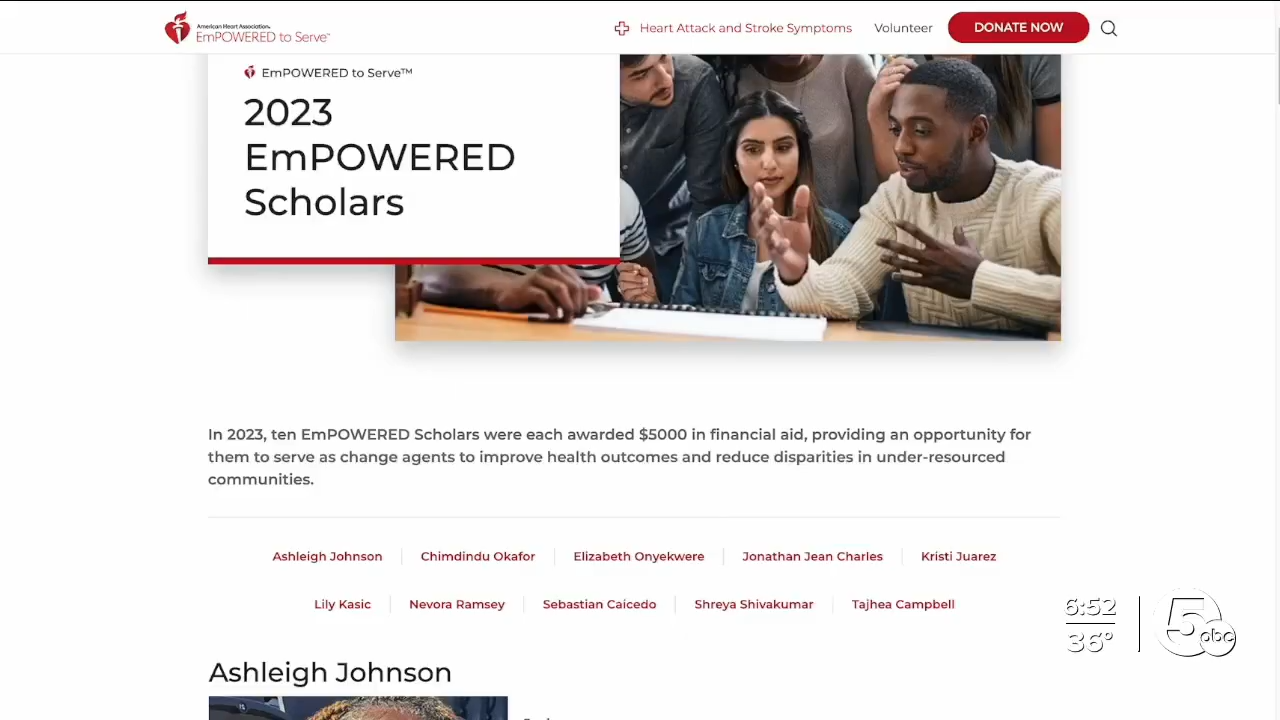 American Heart Association.
EmPOWERED to Serve™
Heart Attack and Stroke Symptoms
Volunteer
DONATE NOW
EmPOWERED to Serve™
2023
EmPOWERED
Scholars
In 2023, ten EmPOWERED Scholars were each awarded $5000 in financial aid, providing an opportunity for
them to serve as change agents to improve health outcomes and reduce disparities in under-resourced
communities.
Ashleigh Johnson
Chimdindu Okafor
Elizabeth Onyekwere
Jonathan Jean Charles
Kristi Juarez
Lily Kasic
Nevora Ramsey
Sebastian Caicedo
Shreya Shivakumar
Tajhea Campbell
6:52
36°
5
abc
Ashleigh Johnson